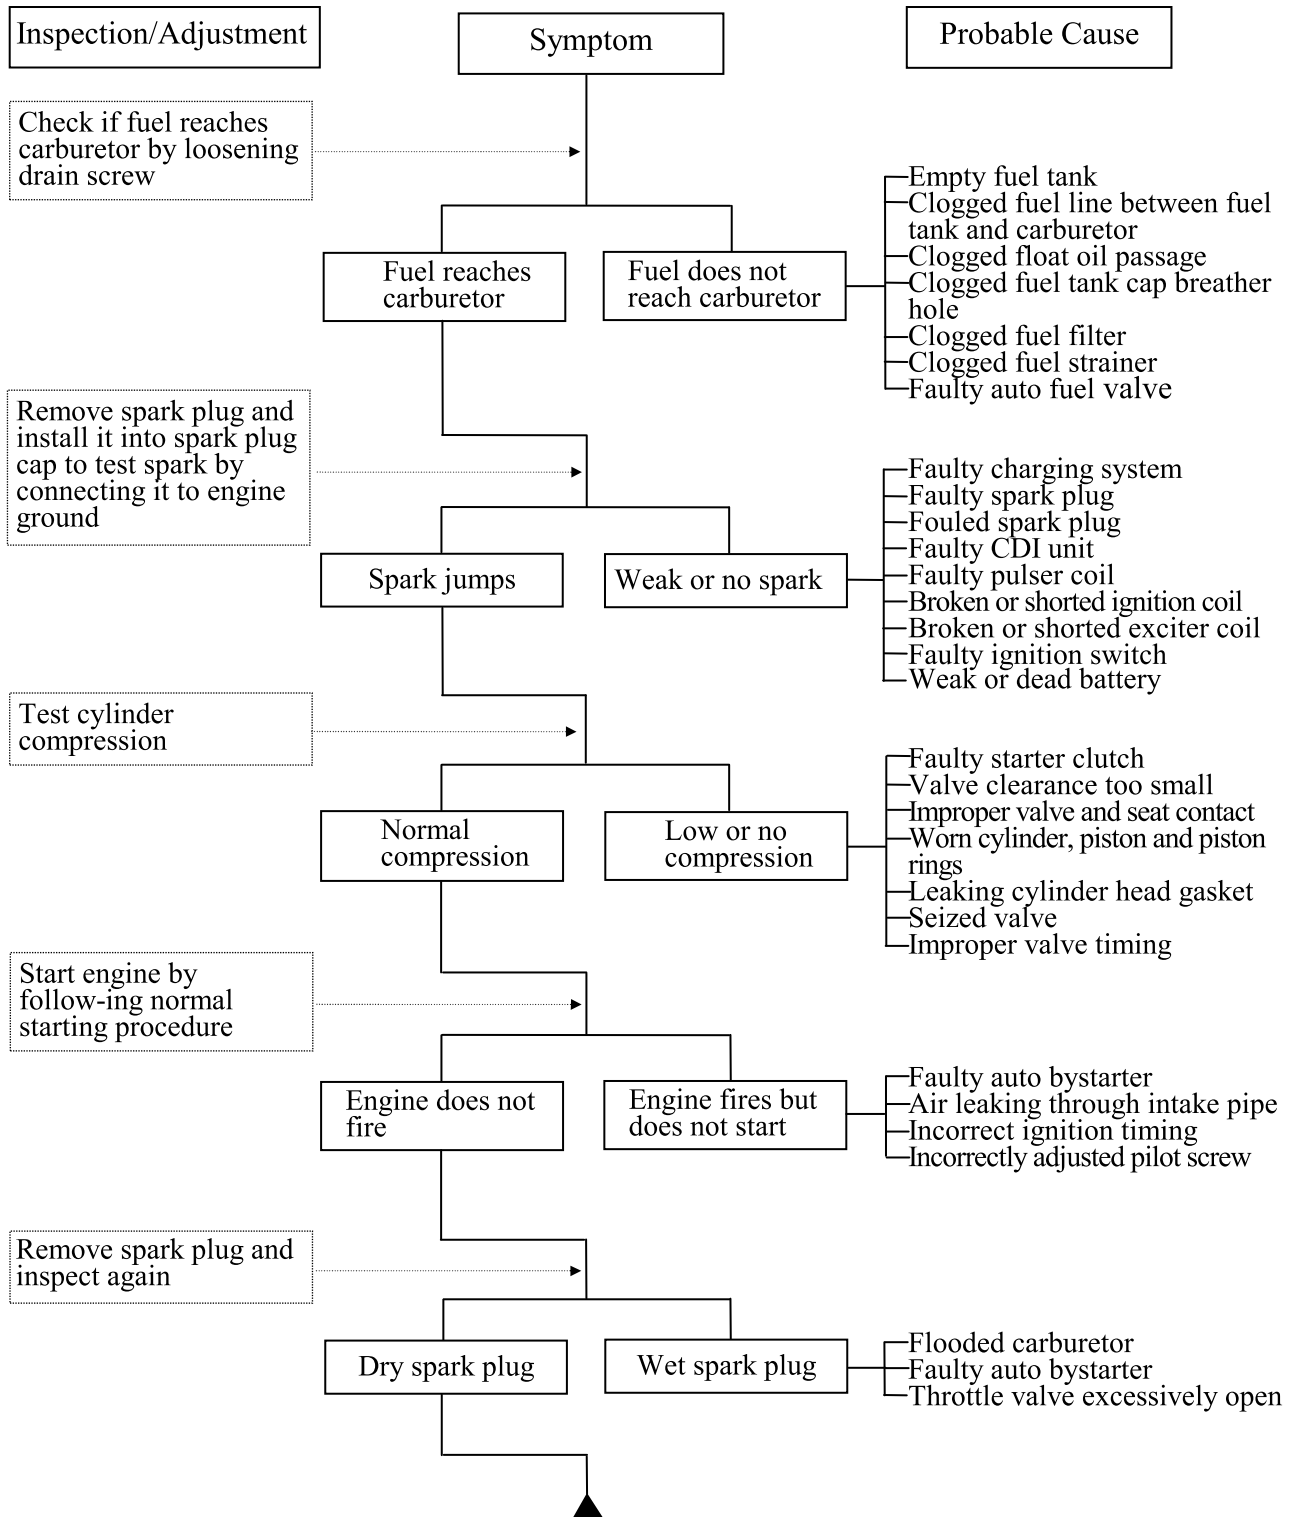 Inspection/Adjustment
Symptom
Probable Cause
Check if fuel reaches
carburetor by loosening
drain screw
Empty fuel tank
Clogged fuel line between fuel
tank and carburetor
Clogged float oil passage
Clogged fuel tank cap breather
hole
Clogged fuel filter
Clogged fuel strainer
Faulty auto fuel valve
Fuel reaches
carburetor
Fuel does not
reach carburetor
Remove spark plug and
install it into spark plug
cap to test spark by
connecting it to engine
ground
Faulty charging system
Faulty spark plug
Fouled spark plug
Faulty CDI unit
Faulty pulser coil
Broken or shorted ignition coil
Broken or shorted exciter coil
Faulty ignition switch
Weak or dead battery
Spark jumps
Weak or no spark
Test cylinder
compression
Faulty starter clutch
Valve clearance too small
Improper valve and seat contact
Worn cylinder, piston and piston
rings
Leaking cylinder head gasket
Seized valve
Improper valve timing
Normal
compression
Low or no
compression
Start engine by
follow-ing normal
starting procedure
Engine does not
fire
Engine fires but
does not start
Faulty auto bystarter
Air leaking through intake pipe
Incorrect ignition timing
Incorrectly adjusted pilot screw
Remove spark plug and
inspect again
Dry spark plug
Wet spark plug
Flooded carburetor
Faulty auto bystarter
Throttle valve excessively open